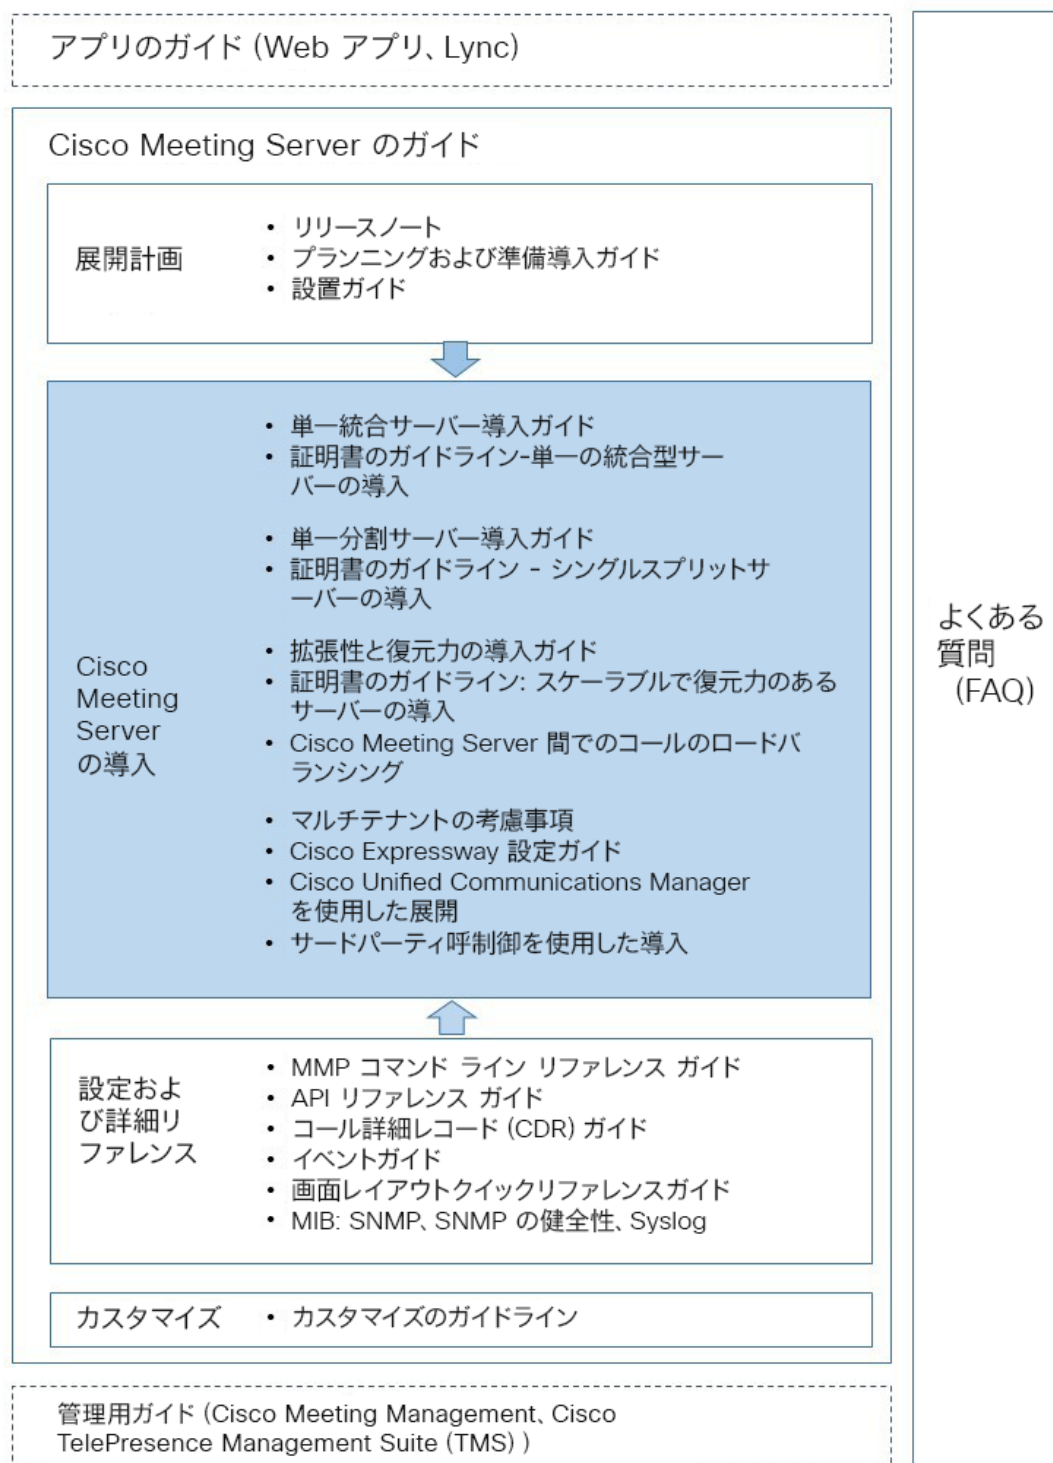 アプリのガイド (Web アプリ、Lync)
Cisco Meeting Server のガイド
展開計画
• リリースノート
• プランニングおよび準備導入ガイド
• 設置ガイド
Cisco
Meeting
Server
の導入
• 単一統合サーバー導入ガイド
• 証明書のガイドライン-単一の統合型サー
バーの導入
• 単一分割サーバー導入ガイド
• 証明書のガイドライン - シングルスプリットサ
ーバーの導入
• 拡張性と復元力の導入ガイド
• 証明書のガイドライン: スケーラブルで復元力のある
サーバーの導入
• Cisco Meeting Server 間でのコールのロードバ
ランシング
• マルチテナントの考慮事項
• Cisco Expressway 設定ガイド
• Cisco Unified Communications Manager
を使用した展開
• サードパーティ呼制御を使用した導入
設定およ
び詳細リ
ファレンス
• MMP コマンド ライン リファレンス ガイド
• API リファレンス ガイド
• コール詳細レコード (CDR) ガイド
• イベントガイド
• 画面レイアウトクイックリファレンスガイド
• MIB: SNMP、SNMP の健全性、Syslog
カスタマイズ
• カスタマイズのガイドライン
管理用ガイド (Cisco Meeting Management、Cisco
TelePresence Management Suite (TMS) )
よくある
質問
(FAQ)